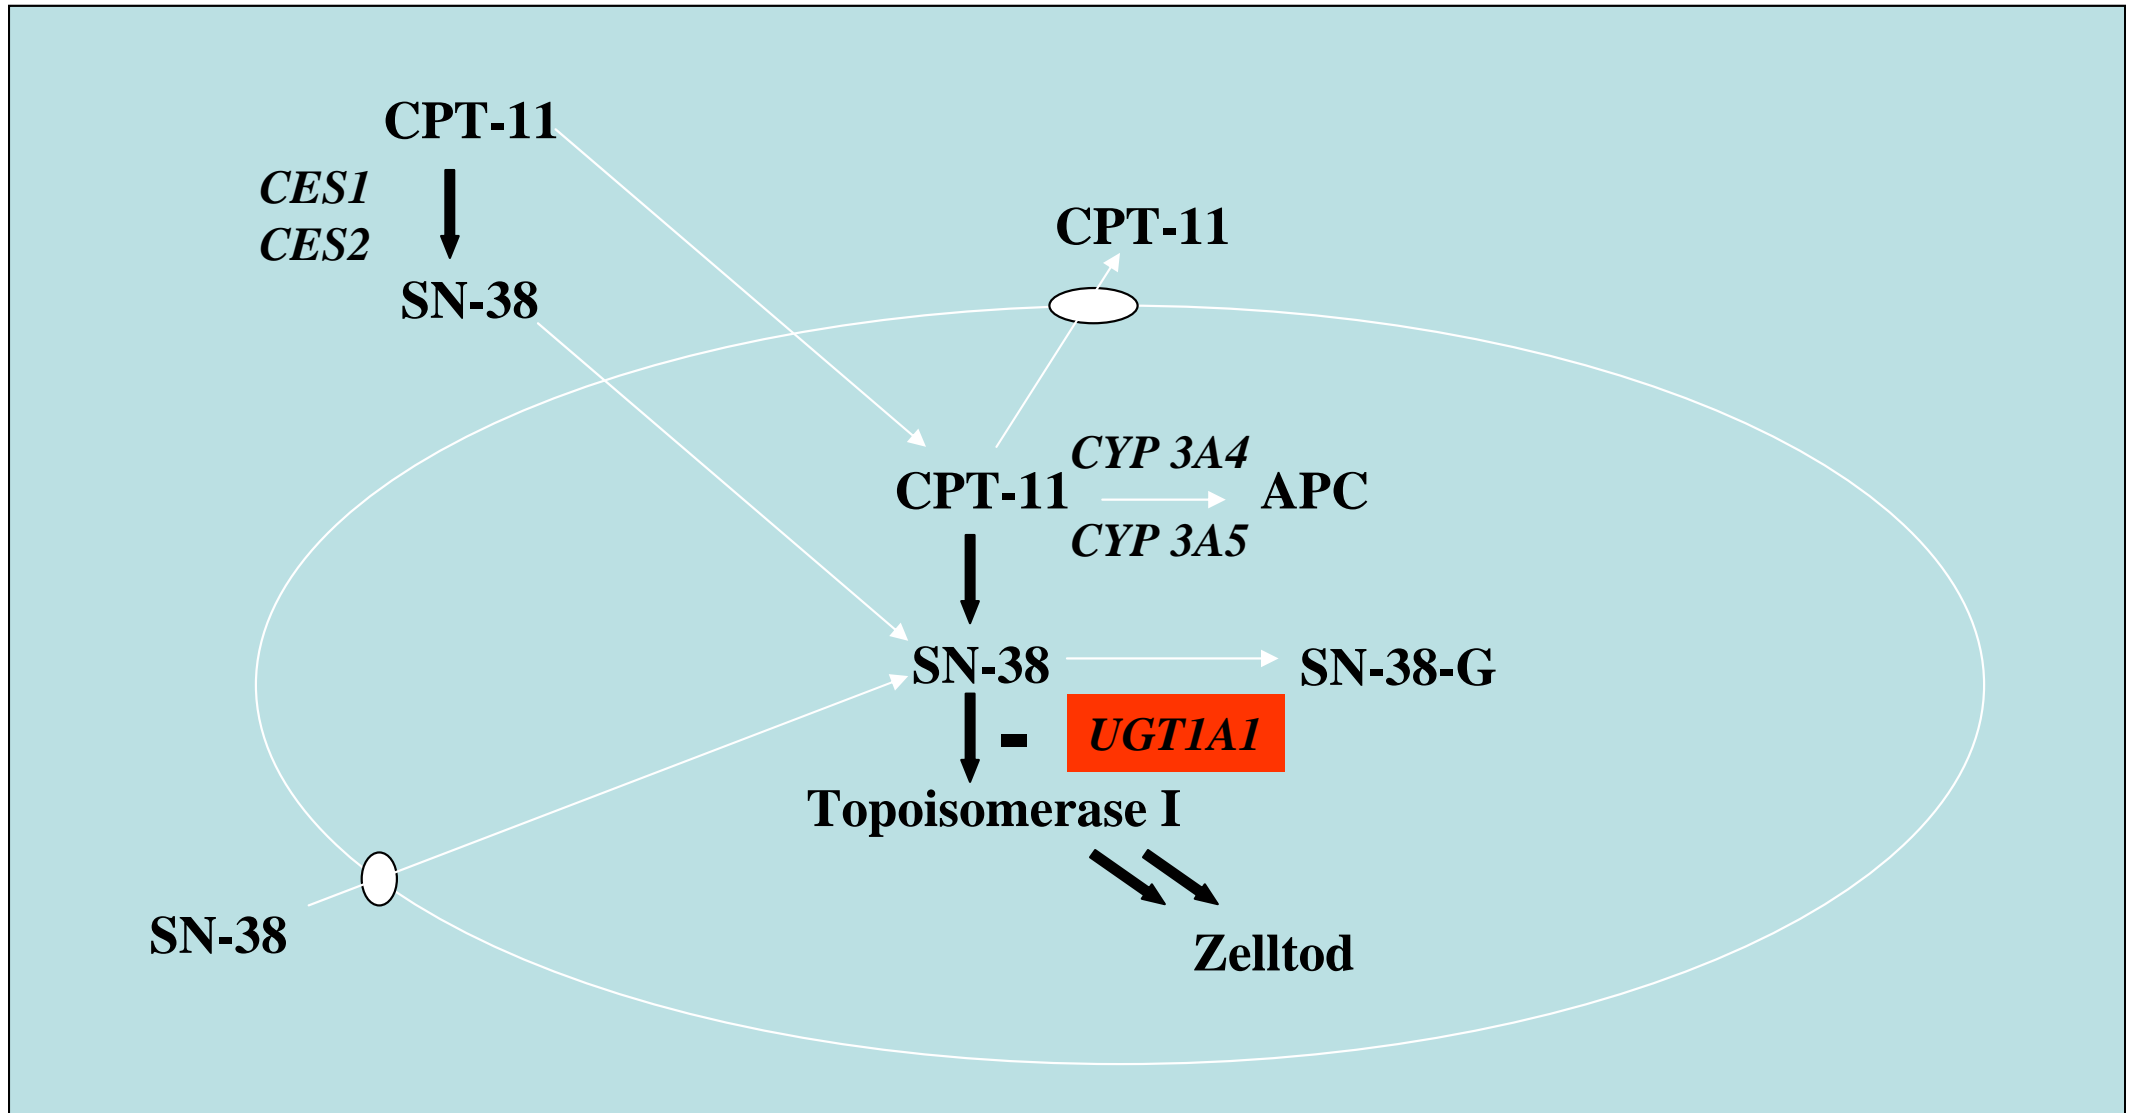 CPT-11
CES1
CES2
SN-38
CPT-11
CYP 3A4
CPT-11
APC
CYP 3A5
SN-38
SN-38-G
-
UGT1A1
Topoisomerase I
SN-38
Zelltod